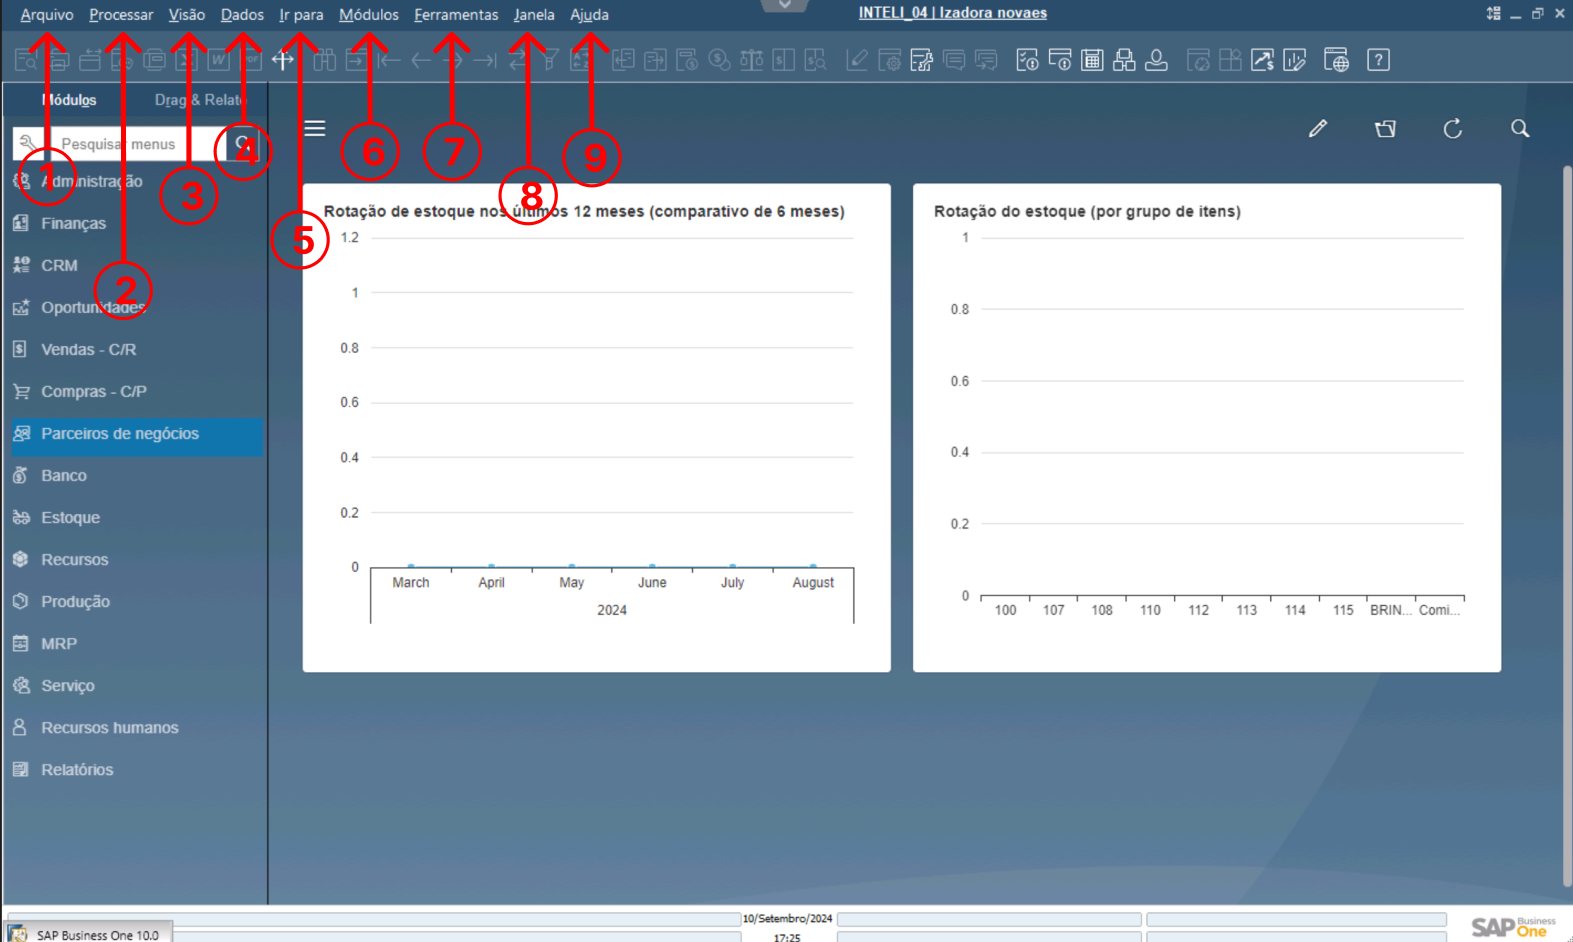 Arquivo Processar Visão Dados Ir para Módulos Ferramentas Janela Ajuda
INTELI_04 | Izadora novaes
Módulos Drag & Relate
Pesquisar menus
1 2 3 4 5 6 7 8 9
Administração
Finanças
CRM
Oportunidades
Vendas - C/R
Compras - C/P
Parceiros de negócios
Banco
Estoque
Recursos
Produção
MRP
Serviço
Recursos humanos
Relatórios
Rotação de estoque nos últimos 12 meses (comparativo de 6 meses)
1.2
1
0.8
0.6
0.4
0.2
0
March April May June July August
2024
Rotação do estoque (por grupo de itens)
1
0.8
0.6
0.4
0.2
0
100 107 108 110 112 113 114 115 BRIN... Comi...
10/Setembro/2024
17:25
SAP Business One 10.0
SAP Business One